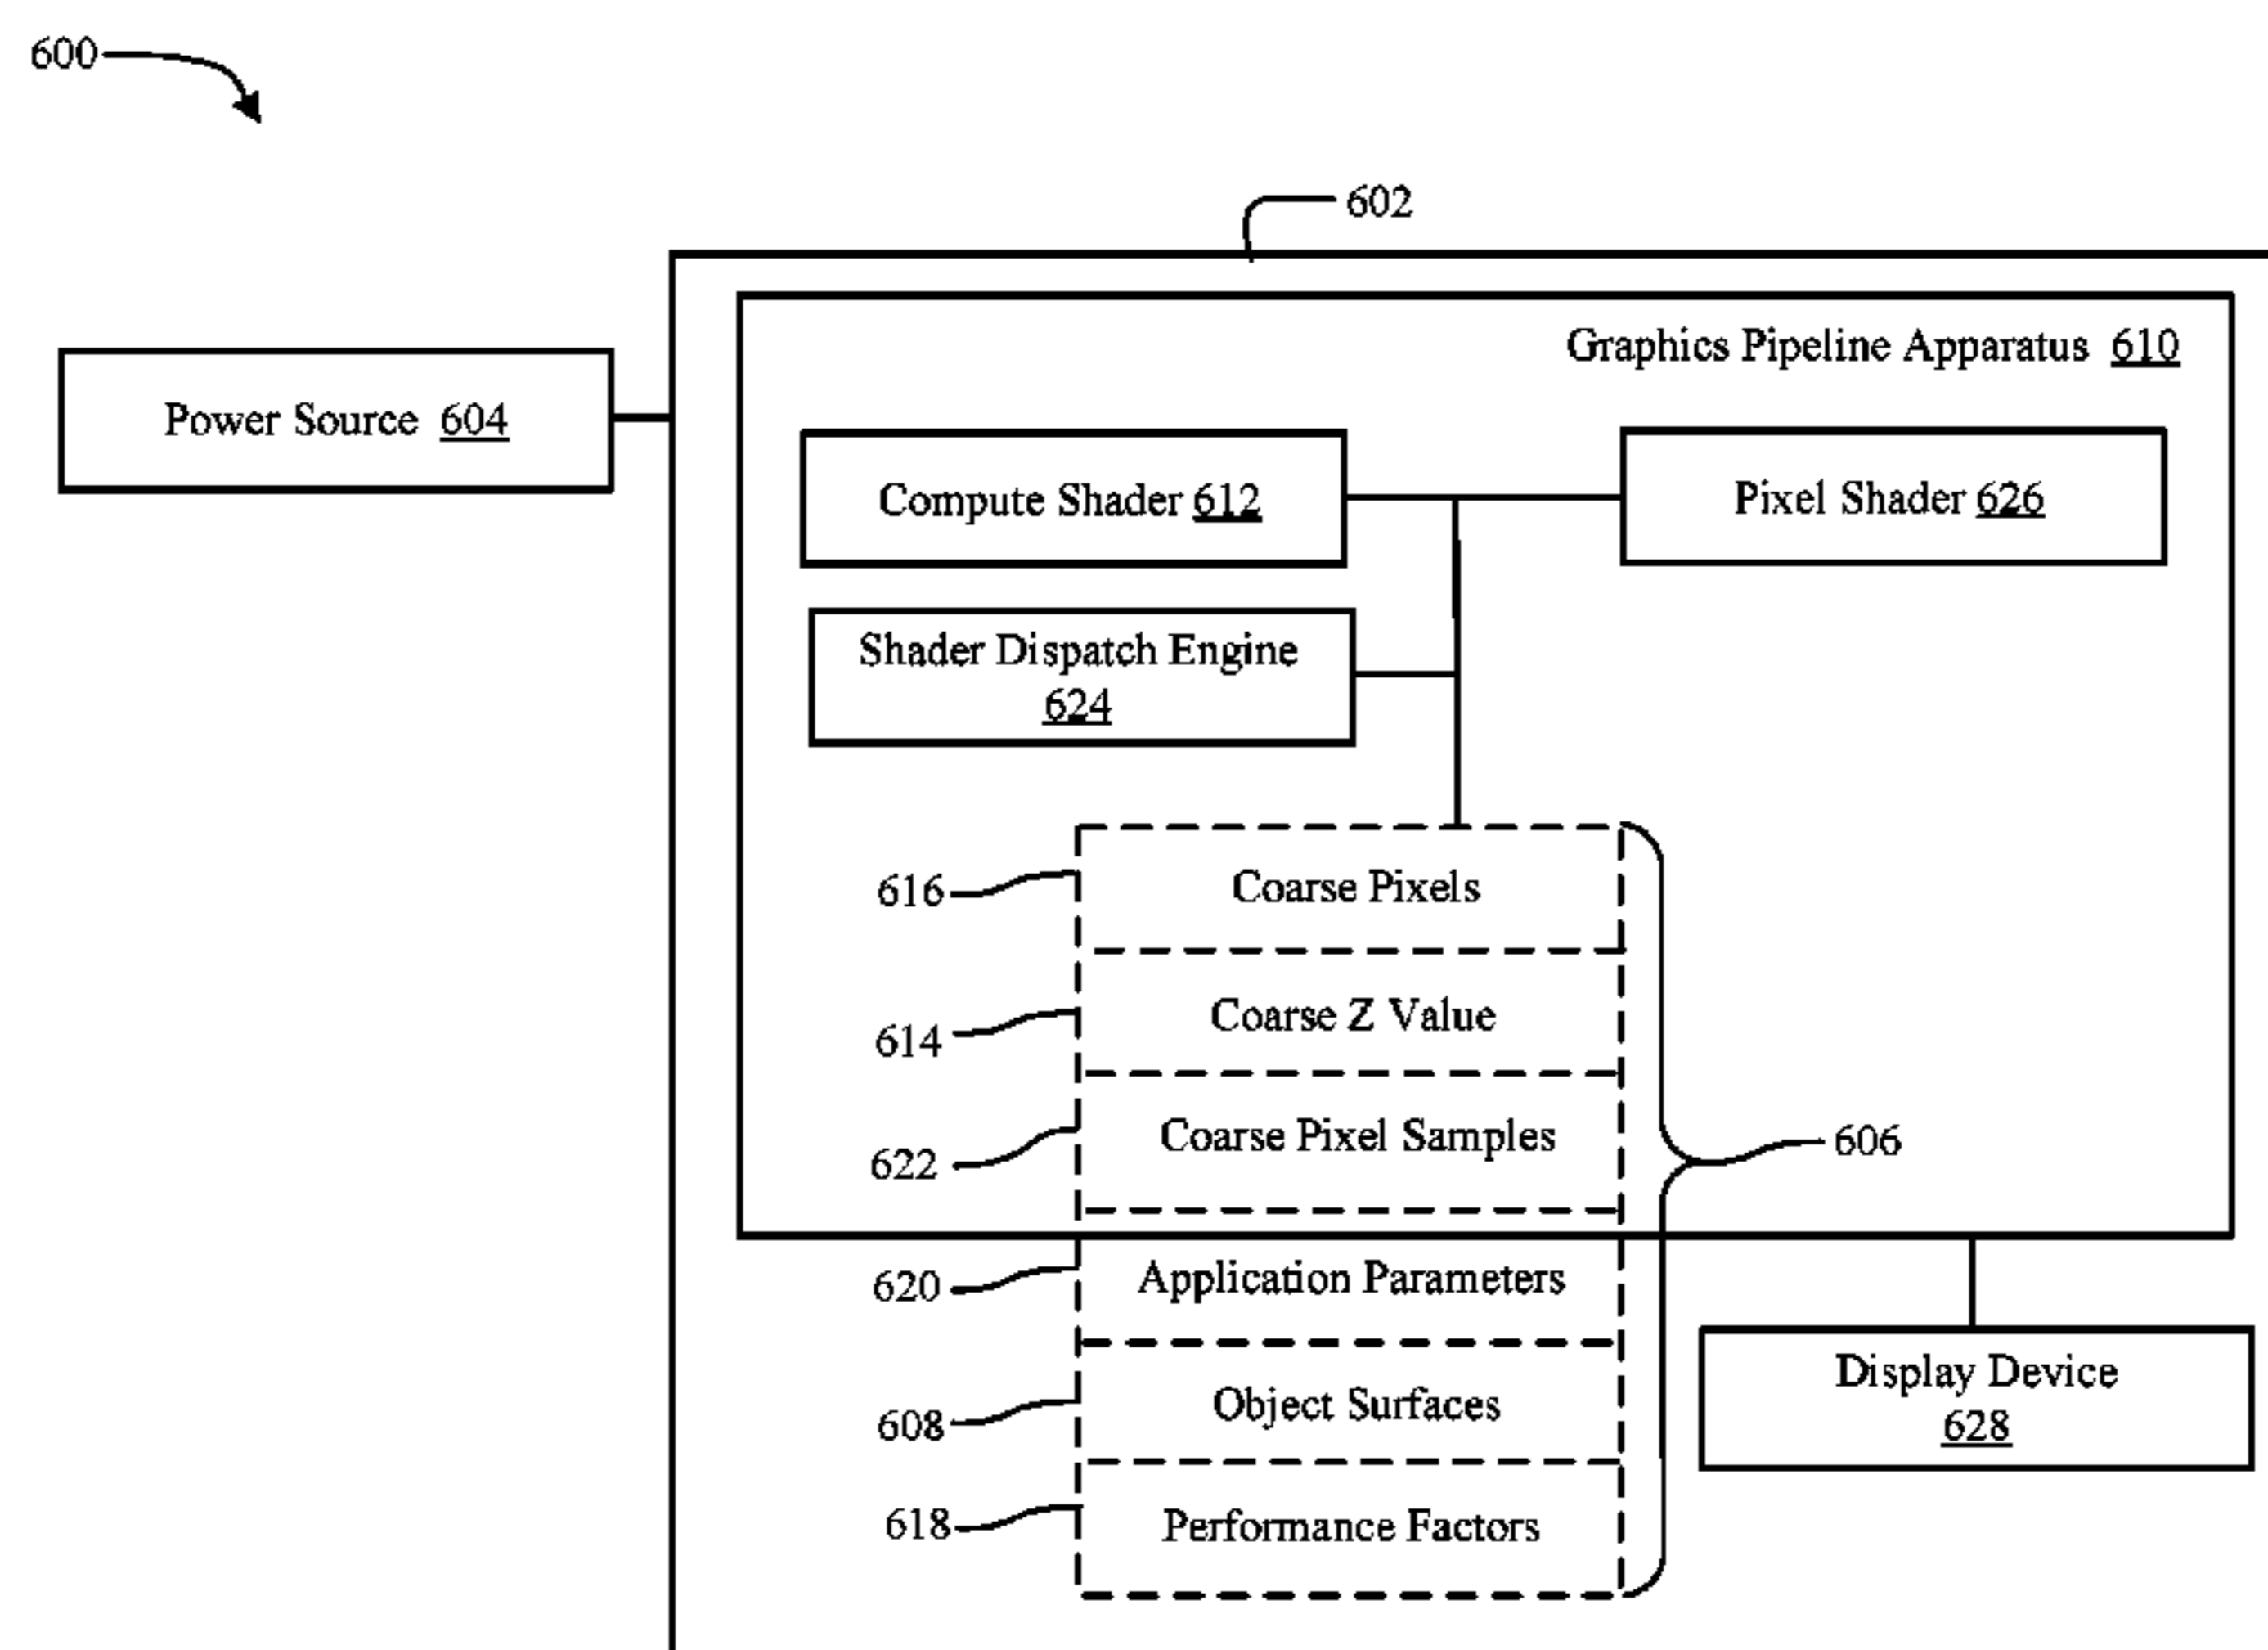 600
602
Graphics Pipeline Apparatus 610
Power Source 604
Compute Shader 612
Pixel Shader 626
Shader Dispatch Engine
624
616
Coarse Pixels
614
Coarse Z Value
622
Coarse Pixel Samples
606
620
Application Parameters
608
Object Surfaces
Display Device
628
618
Performance Factors